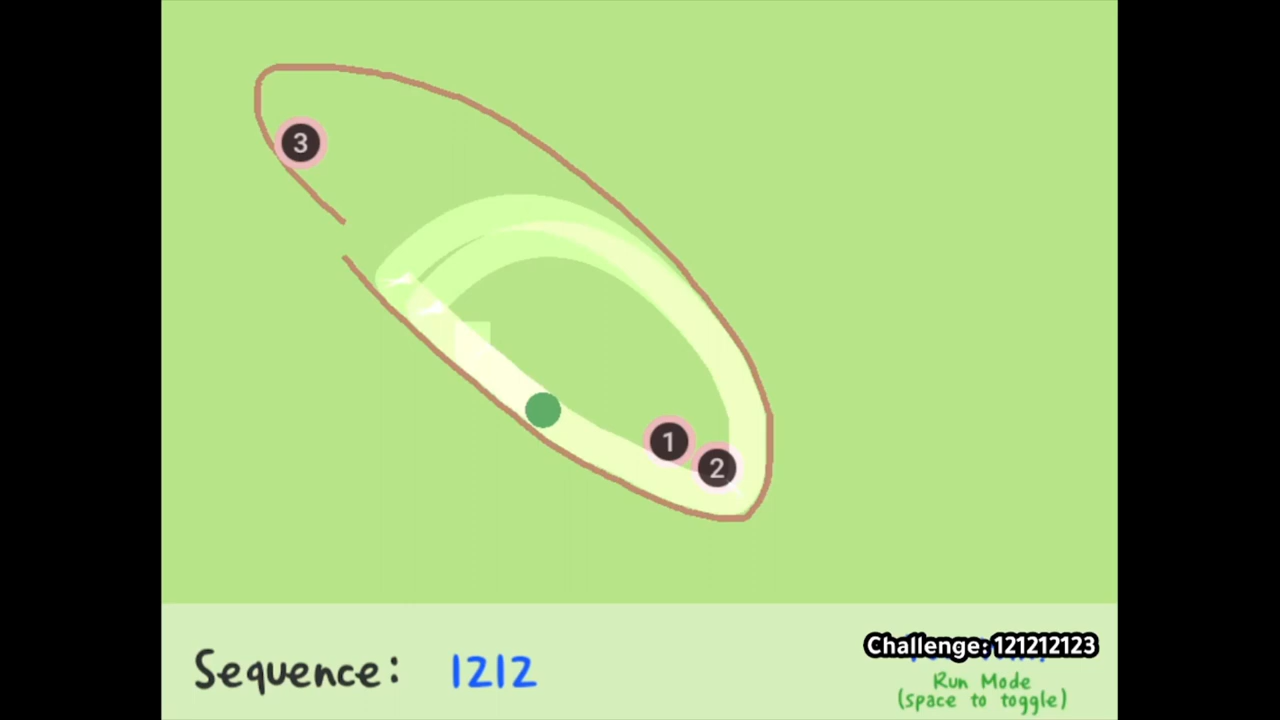 3
1
2
Challenge: 121212123
Sequence: 1212
Run Mode
(space to toggle)